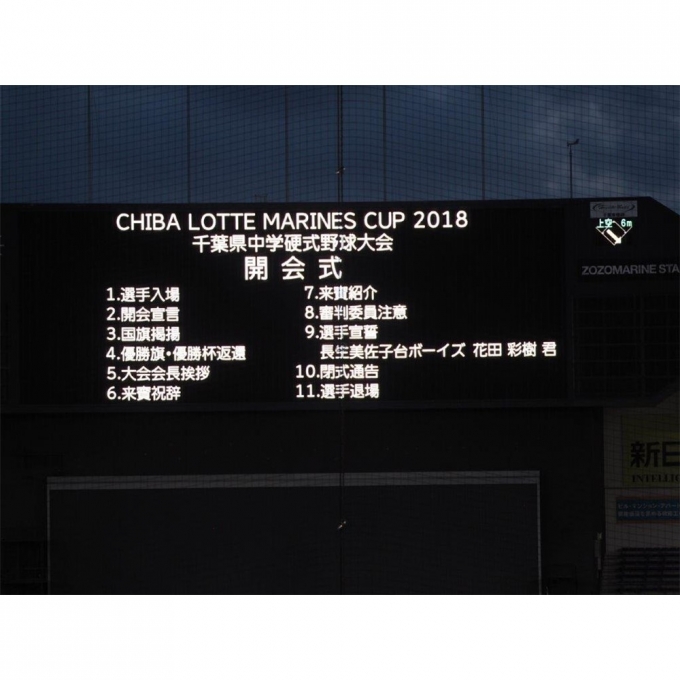 CHIBA LOTTE MARINES CUP 2018
千葉県中学硬式野球大会
開会式
1.選手入場
2.開会宣言
3.国旗掲揚
4.優勝旗・優勝杯返還
5.大会会長挨拶
6.来賓祝辞
7.来賓紹介
8.審判委員注意
9.選手宣誓
長生美佐子台ボーイズ 花田 彩樹 君
10.閉式通告
11.選手退場
上空 6m
ZOZOMARINE STA
新日
INTELLIG